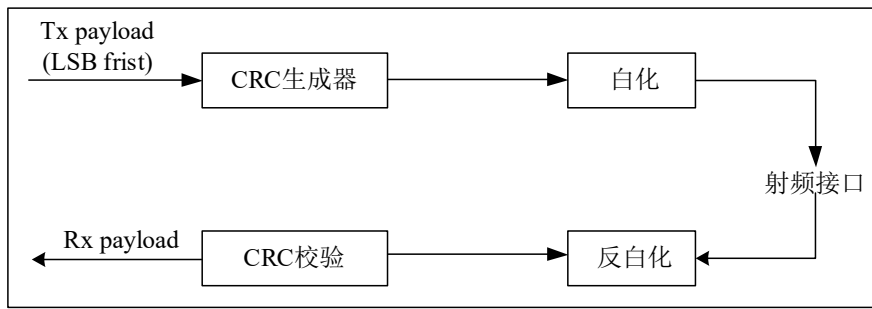 Tx payload
(LSB frist)
CRC生成器
白化
射频接口
Rx payload
CRC校验
反白化